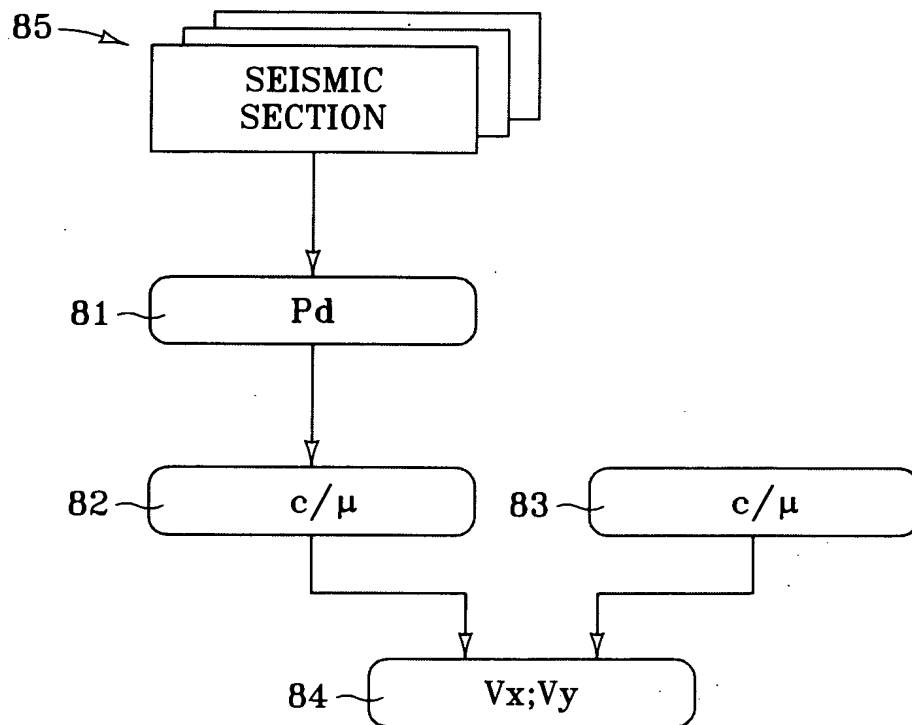 85
SEISMIC
SECTION
81
Pd
82
c/μ
83
c/μ
84
Vx;Vy